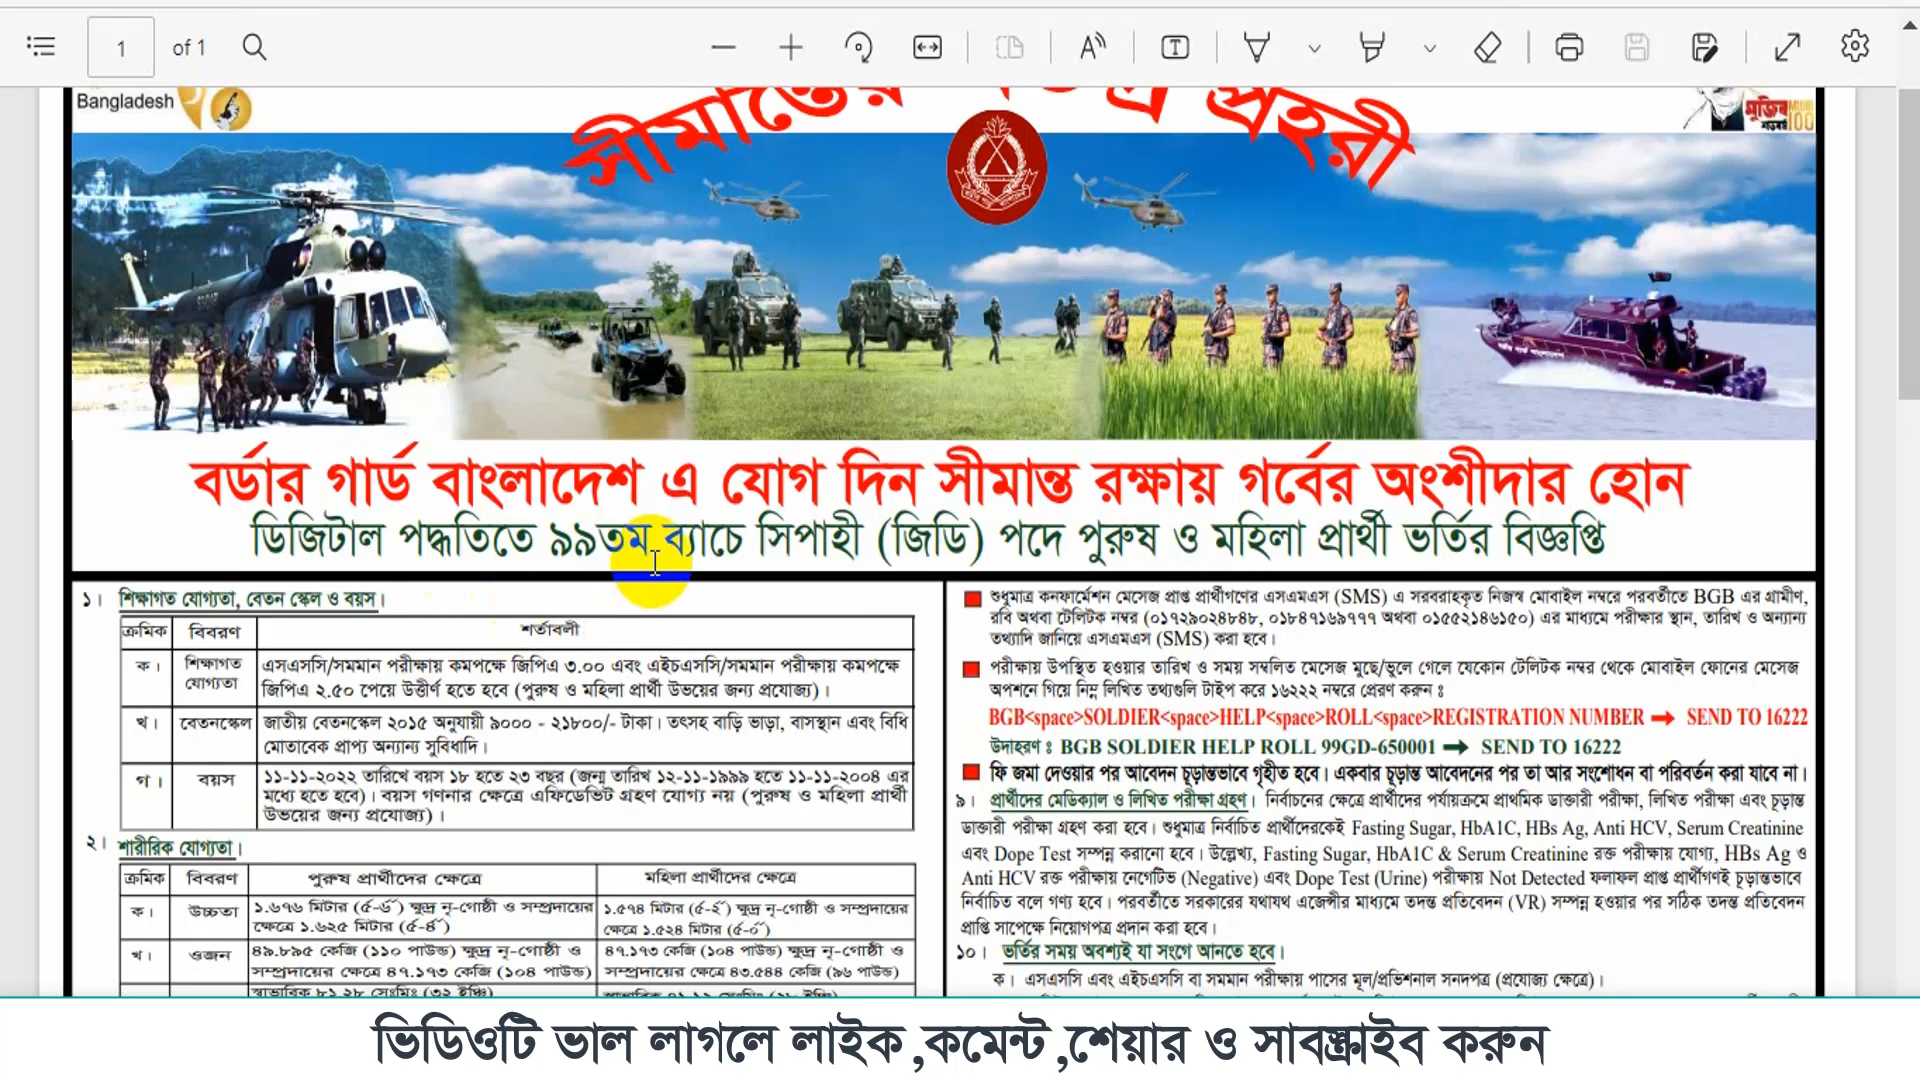 1 of 1
Bangladesh
সীমান্তের প্রহরী
মুজিব
শতবর্ষ
100
বর্ডার গার্ড বাংলাদেশ এ যোগ দিন সীমান্ত রক্ষায় গর্বের অংশীদার হোন
ডিজিটাল পদ্ধতিতে ৯৯তম ব্যাচে সিপাহী (জিডি) পদে পুরুষ ও মহিলা প্রার্থী ভর্তির বিজ্ঞপ্তি
১। শিক্ষাগত যোগ্যতা, বেতন স্কেল ও বয়স।
ক্রমিক বিবরণ শর্তাবলী
ক। শিক্ষাগত যোগ্যতা এসএসসি/সমমান পরীক্ষায় কমপক্ষে জিপিএ ৩.০০ এবং এইচএসসি/সমমান পরীক্ষায় কমপক্ষে
জিপিএ ২.৫০ পেয়ে উত্তীর্ণ হতে হবে (পুরুষ ও মহিলা প্রার্থী উভয়ের জন্য প্রযোজ্য)।
খ। বেতনস্কেল জাতীয় বেতনস্কেল ২০১৫ অনুযায়ী ৯০০০ - ২১৮০০/- টাকা। তৎসহ বাড়ি ভাড়া, বাসস্থান এবং বিধি
মোতাবেক প্রাপ্য অন্যান্য সুবিধাদি।
গ। বয়স ১১-১১-২০২২ তারিখে বয়স ১৮ হতে ২৩ বছর (জন্ম তারিখ ১২-১১-১৯৯৯ হতে ১১-১১-২০০৪ এর
মধ্যে হতে হবে)। বয়স গণনার ক্ষেত্রে এফিডেভিট গ্রহণ যোগ্য নয় (পুরুষ ও মহিলা প্রার্থী
উভয়ের জন্য প্রযোজ্য)।
২। শারীরিক যোগ্যতা।
ক্রমিক বিবরণ পুরুষ প্রার্থীদের ক্ষেত্রে মহিলা প্রার্থীদের ক্ষেত্রে
ক। উচ্চতা ১.৬৭৬ মিটার (৫'-৬") ক্ষুদ্র নৃ-গোষ্ঠী ও সম্প্রদায়ের ১.৫৭৪ মিটার (৫'-২") ক্ষুদ্র নৃ-গোষ্ঠী ও সম্প্রদায়ের
ক্ষেত্রে ১.৬২৫ মিটার (৫'-৪") ক্ষেত্রে ১.৫২৪ মিটার (৫'-০")
খ। ওজন ৪৯.৮৯৫ কেজি (১১০ পাউন্ড) ক্ষুদ্র নৃ-গোষ্ঠী ও ৪৭.১৭৩ কেজি (১০৪ পাউন্ড) ক্ষুদ্র নৃ-গোষ্ঠী ও
সম্প্রদায়ের ক্ষেত্রে ৪৭.১৭৩ কেজি (১০৪ পাউন্ড) সম্প্রদায়ের ক্ষেত্রে ৪৩.৫৪৪ কেজি (৯৬ পাউন্ড)
স্বাভাবিক ৮১.২৮ সেঃমিঃ (৩২ ইঞ্চি)
শুধুমাত্র কনফার্মেশন মেসেজ প্রাপ্ত প্রার্থীগণের এসএমএস (SMS) এ সরবরাহকৃত নিজস্ব মোবাইল নম্বরে পরবর্তীতে BGB এর গ্রামীণ,
রবি অথবা টেলিটক নম্বর (০১৭২৯০২৪৮৪৮, ০১৮৪৭১৬৯৭৭৭ অথবা ০১৫৫২১৪৬১৫০) এর মাধ্যমে পরীক্ষার স্থান, তারিখ ও অন্যান্য
তথ্যাদি জানিয়ে এসএমএস (SMS) করা হবে।
পরীক্ষায় উপস্থিত হওয়ার তারিখ ও সময় সম্বলিত মেসেজ মুছে/ভুলে গেলে যেকোন টেলিটক নম্বর থেকে মোবাইল ফোনের মেসেজ
অপশনে গিয়ে নিম্ন লিখিত তথ্যগুলি টাইপ করে ১৬২২২ নম্বরে প্রেরণ করুন ঃ
BGB<space>SOLDIER<space>HELP<space>ROLL<space>REGISTRATION NUMBER ➞ SEND TO 16222
উদাহরণ ঃ BGB SOLDIER HELP ROLL 99GD-650001 ➞ SEND TO 16222
ফি জমা দেওয়ার পর আবেদন চূড়ান্তভাবে গৃহীত হবে। একবার চূড়ান্ত আবেদনের পর তা আর সংশোধন বা পরিবর্তন করা যাবে না।
৯। প্রার্থীদের মেডিক্যাল ও লিখিত পরীক্ষা গ্রহণ। নির্বাচনের ক্ষেত্রে প্রার্থীদের পর্যায়ক্রমে প্রাথমিক ডাক্তারী পরীক্ষা, লিখিত পরীক্ষা এবং চূড়ান্ত
ডাক্তারী পরীক্ষা গ্রহণ করা হবে। শুধুমাত্র নির্বাচিত প্রার্থীদেরকেই Fasting Sugar, HbA1C, HBs Ag, Anti HCV, Serum Creatinine
এবং Dope Test সম্পন্ন করানো হবে। উল্লেখ্য, Fasting Sugar, HbA1C & Serum Creatinine রক্ত পরীক্ষায় যোগ্য, HBs Ag ও
Anti HCV রক্ত পরীক্ষায় নেগেটিভ (Negative) এবং Dope Test (Urine) পরীক্ষায় Not Detected ফলাফল প্রাপ্ত প্রার্থীগণই চূড়ান্তভাবে
নির্বাচিত বলে গণ্য হবে। পরবর্তীতে সরকারের যথাযথ এজেন্সীর মাধ্যমে তদন্ত প্রতিবেদন (VR) সম্পন্ন হওয়ার পর সঠিক তদন্ত প্রতিবেদন
প্রাপ্তি সাপেক্ষে নিয়োগপত্র প্রদান করা হবে।
১০। ভর্তির সময় অবশ্যই যা সংগে আনতে হবে।
ক। এসএসসি এবং এইচএসসি বা সমমান পরীক্ষায় পাসের মূল/প্রভিশনাল সনদপত্র (প্রযোজ্য ক্ষেত্রে)।
ভিডিওটি ভাল লাগলে লাইক ,কমেন্ট ,শেয়ার ও সাবস্ক্রাইব করুন